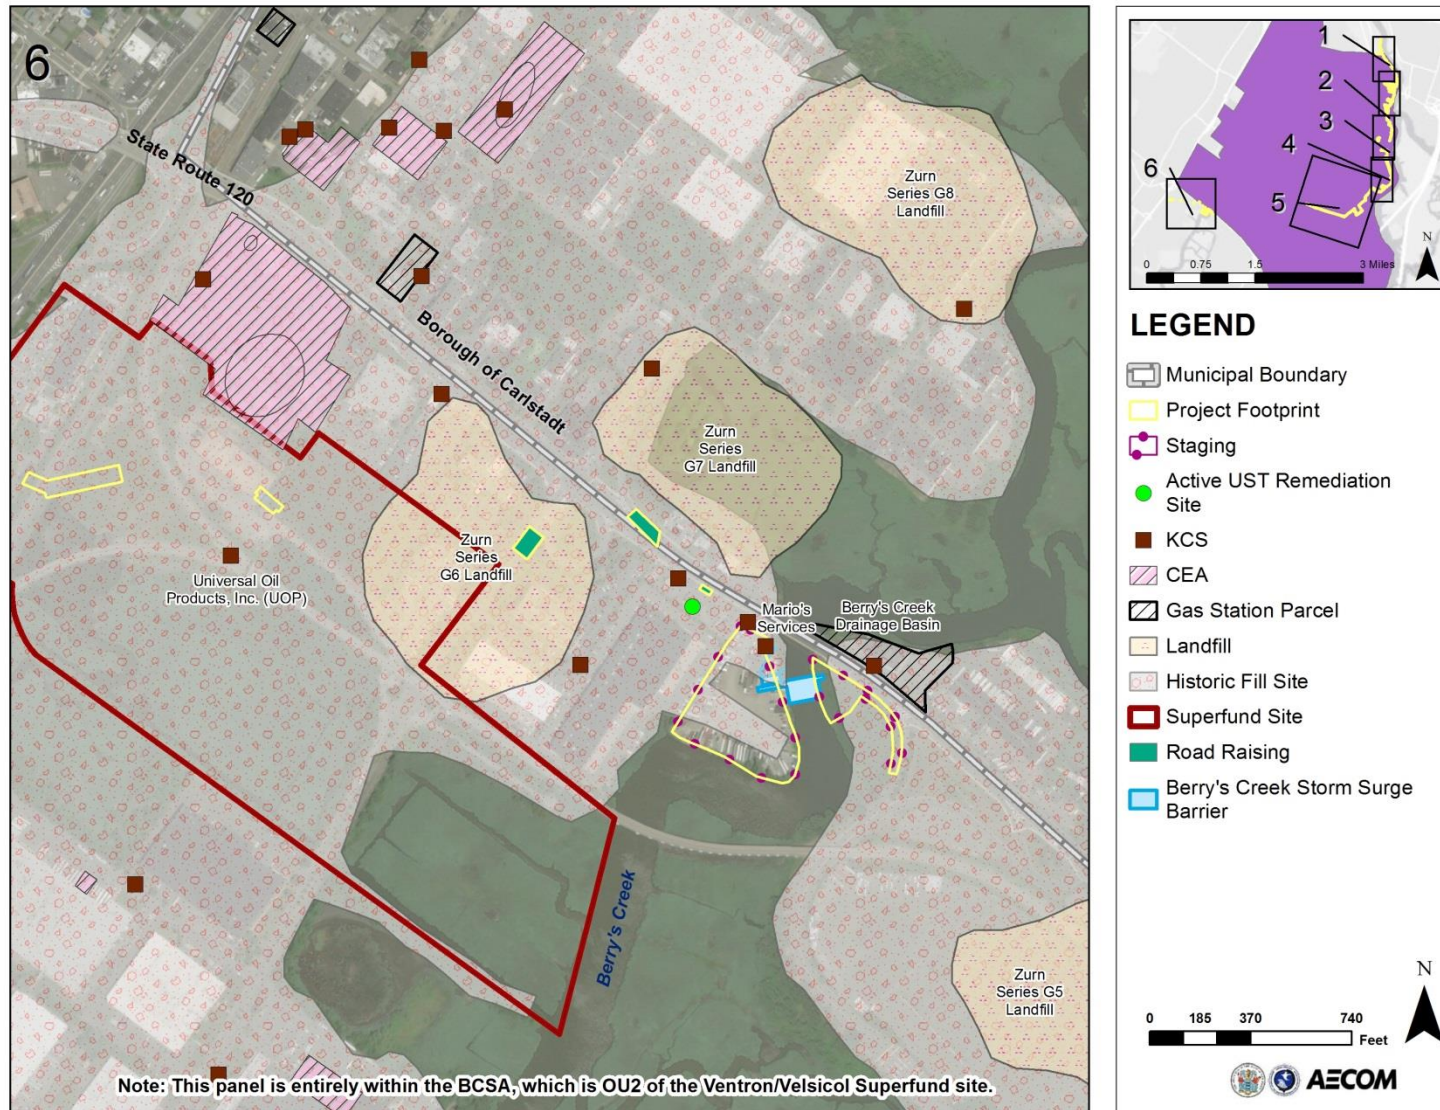 6
State Route 120
Borough of Carlstadt
Zurn
Series G8
Landfill
Zurn
Series
G7 Landfill
Zurn
Series
G6 Landfill
Universal Oil
Products, Inc. (UOP)
Mario's
Services
Berry's Creek
Drainage Basin
Berry's Creek
Zurn
Series G5
Landfill
Note: This panel is entirely within the BCSA, which is OU2 of the Ventron/Velsicol Superfund site.
1
2
3
4
6
5
N
0 0.75 1.5 3 Miles
LEGEND
Municipal Boundary
Project Footprint
Staging
Active UST Remediation
Site
KCS
CEA
Gas Station Parcel
Landfill
Historic Fill Site
Superfund Site
Road Raising
Berry's Creek Storm Surge
Barrier
N
0 185 370 740
Feet
AECOM